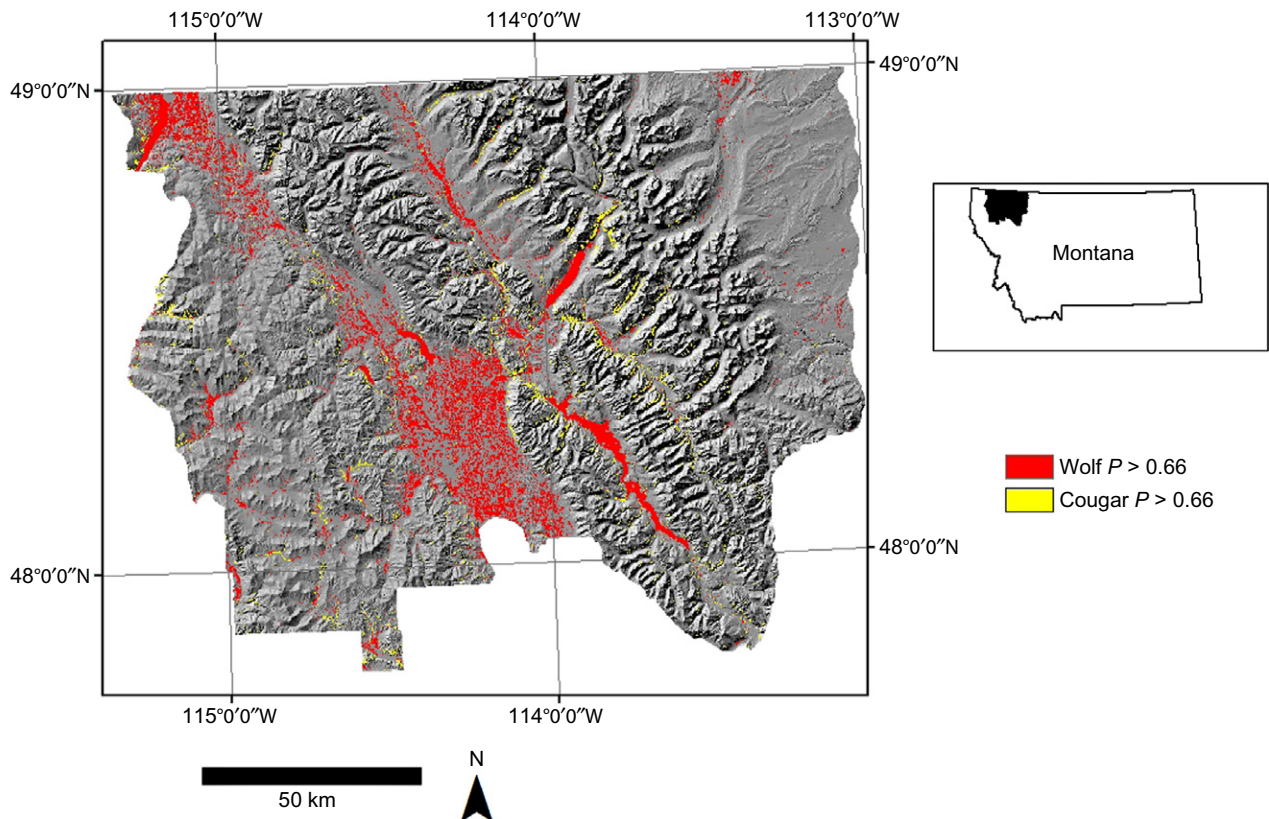 115°0′0″W 114°0′0″W 113°0′0″W
49°0′0″N 49°0′0″N
Montana
Wolf P > 0.66
Cougar P > 0.66
48°0′0″N 48°0′0″N
115°0′0″W 114°0′0″W
50 km
N